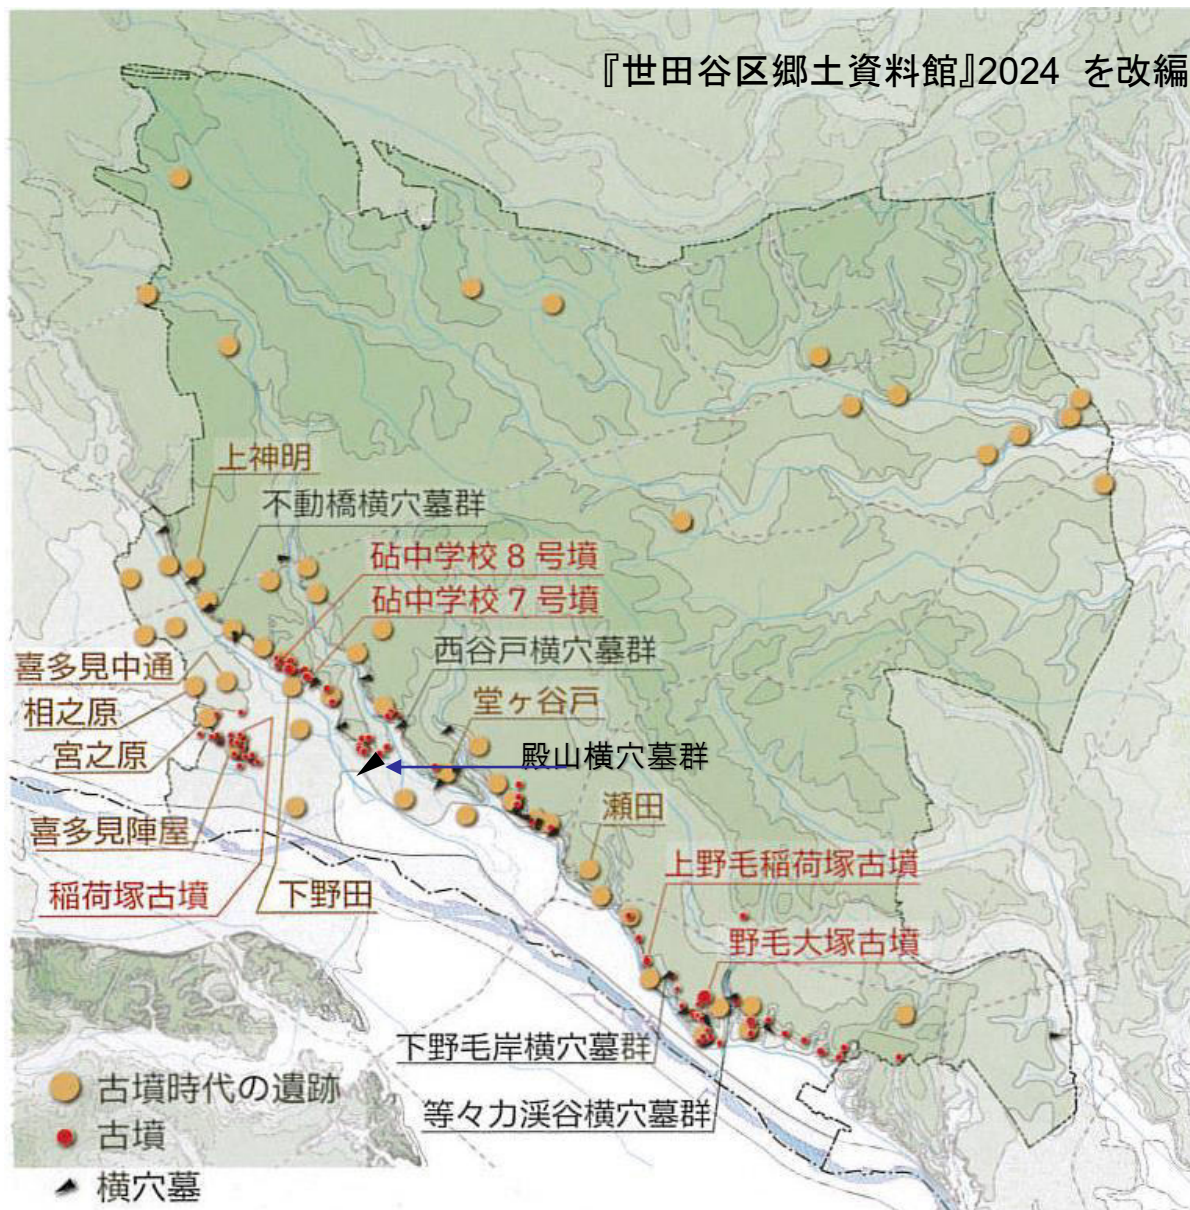 『世田谷区郷土資料館』2024 を改編
上神明
不動橋横穴墓群
砧中学校8号墳
砧中学校7号墳
西谷戸横穴墓群
喜多見中通
相之原
堂ヶ谷戸
宮之原
殿山横穴墓群
瀬田
喜多見陣屋
上野毛稲荷塚古墳
稲荷塚古墳
下野田
野毛大塚古墳
下野毛岸横穴墓群
等々力渓谷横穴墓群
古墳時代の遺跡
古墳
横穴墓